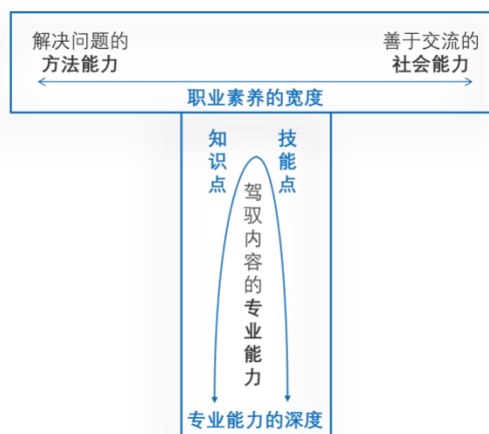 解决问题的
方法能力
善于交流的
社会能力
职业素养的宽度
知识点
技能点
驾驭内容的专业能力
专业能力的深度